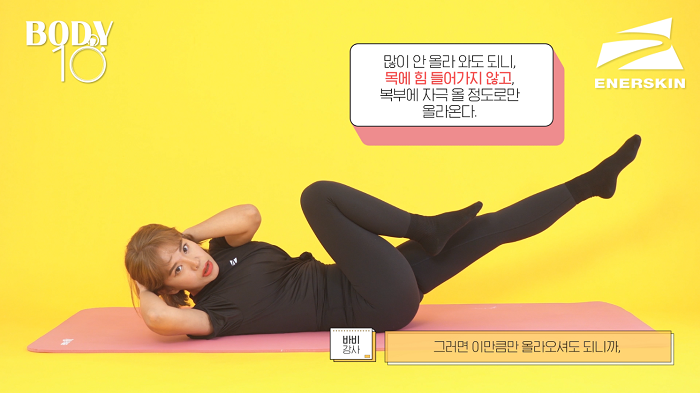 BODY
10
ENERSKIN
많이 안 올라 와도 되니,
목에 힘 들어가지 않고,
복부에 자극 올 정도로만
올라온다.
바비
강사
그러면 이만큼만 올라오셔도 되니까,